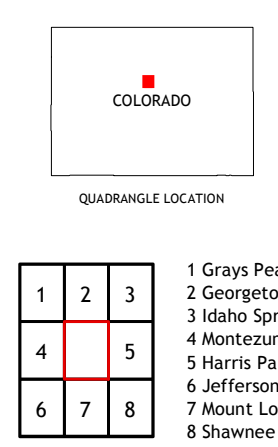 COLORADO
QUADRANGLE LOCATION
1 2 3
4 5
6 7 8
1 Grays Pea
2 Georgeto
3 Idaho Spr
4 Montezun
5 Harris Pa
6 Jefferson
7 Mount Lo
8 Shawnee